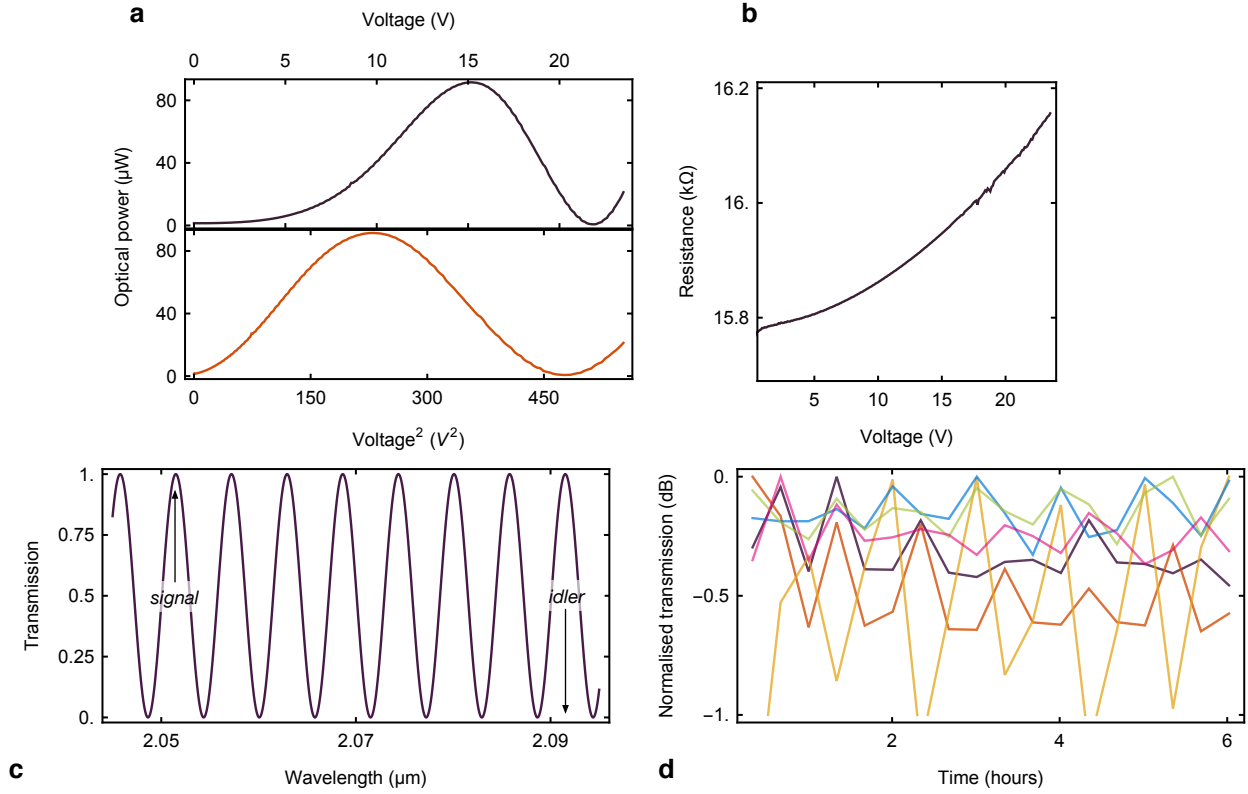 a
Voltage (V)
0 5 10 15 20
80
40
0
Optical power (μW)
80
40
0
0 150 300 450
Voltage² (V²)
b
16.2
16.
15.8
Resistance (kΩ)
5 10 15 20
Voltage (V)
1.
0.75
0.5
0.25
0.
Transmission
signal
idler
2.05 2.07 2.09
Wavelength (μm)
c
0.
−0.5
−1.
Normalised transmission (dB)
2 4 6
Time (hours)
d